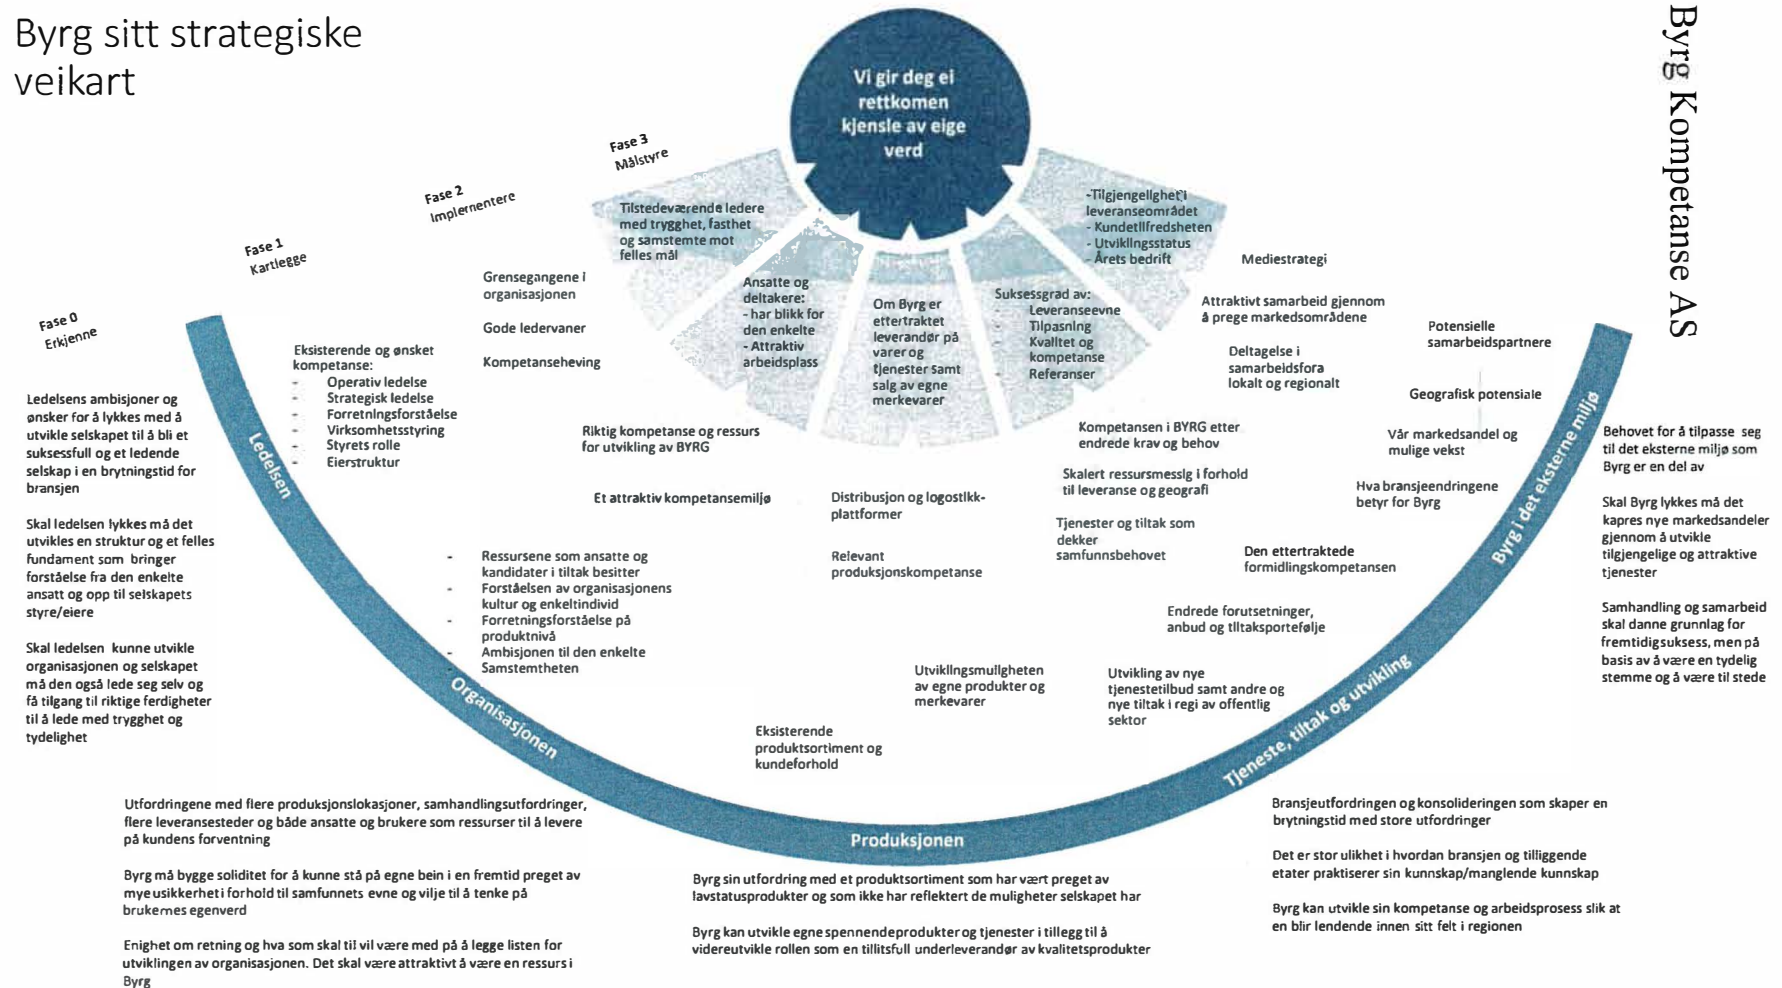 Byrg sitt strategiske
veikart
Byrg Kompetanse AS
Vi gir deg ei
rettkomen
kjensle av eige
verd
Fase 3
Målstyre
Fase 2
Implementere
Fase 1
Kartlegge
Fase 0
Erkjenne
Tilstedeværende ledere
med trygghet, fasthet
og samstemte mot
felles mål
Ansatte og
deltakere:
- har blikk for
den enkelte
- Attraktiv
arbeidsplass
Om Byrg er
ettertraktet
leverandør på
varer og
tjenester samt
salg av egne
merkevarer
Suksessgrad av:
- Leveranseevne
- Tilpasning
- Kvalitet og
kompetanse
- Referanser
-Tilgjengelighet i
leveranseområdet
- Kundetilfredsheten
- Utviklingsstatus
- Årets bedrift
Grensegangene i
organisasjonen
Gode ledervaner
Kompetanseheving
Riktig kompetanse og ressurs
for utvikling av BYRG
Et attraktiv kompetansemiljø
Distribusjon og logostikk-
plattformer
Relevant
produksjonskompetanse
Kompetansen i BYRG etter
endrede krav og behov
Skalert ressursmessig i forhold
til leveranse og geografi
Tjenester og tiltak som
dekker
samfunnsbehovet
Mediestrategi
Attraktivt samarbeid gjennom
å prege markedsområdene
Deltagelse i
samarbeidsfora
lokalt og regionalt
Eksisterende og ønsket
kompetanse:
- Operativ ledelse
- Strategisk ledelse
- Forretningsforståelse
- Virksomhetsstyring
- Styrets rolle
- Eierstruktur
- Ressursene som ansatte og
kandidater i tiltak besitter
- Forståelsen av organisasjonens
kultur og enkeltindivid
- Forretningsforståelse på
produktnivå
- Ambisjonen til den enkelte
- Samstemtheten
Eksisterende
produktsortiment og
kundeforhold
Utviklingsmuligheten
av egne produkter og
merkevarer
Utvikling av nye
tjenestetilbud samt andre og
nye tiltak i regi av offentlig
sektor
Endrede forutsetninger,
anbud og tiltaksportefølje
Den ettertraktede
formidlingskompetansen
Potensielle
samarbeidspartnere
Geografisk potensiale
Vår markedsandel og
mulige vekst
Hva bransjeendringene
betyr for Byrg
Ledelsen
Organisasjonen
Produksjonen
Tjeneste, tiltak og utvikling
Byrg i det eksterne miljø
Ledelsens ambisjoner og
ønsker for å lykkes med å
utvikle selskapet til å bli et
suksessfull og et ledende
selskap i en brytningstid for
bransjen
Skal ledelsen lykkes må det
utvikles en struktur og et felles
fundament som bringer
forståelse fra den enkelte
ansatt og opp til selskapets
styre/eiere
Skal ledelsen kunne utvikle
organisasjonen og selskapet
må den også lede seg selv og
få tilgang til riktige ferdigheter
til å lede med trygghet og
tydelighet
Utfordringene med flere produksjonslokasjoner, samhandlingsutfordringer,
flere leveransesteder og både ansatte og brukere som ressurser til å levere
på kundens forventning
Byrg må bygge soliditet for å kunne stå på egne bein i en fremtid preget av
mye usikkerhet i forhold til samfunnets evne og vilje til å tenke på
brukernes egenverd
Enighet om retning og hva som skal til vil være med på å legge listen for
utviklingen av organisasjonen. Det skal være attraktivt å være en ressurs i
Byrg
Byrg sin utfordring med et produktsortiment som har vært preget av
lavstatusprodukter og som ikke har reflektert de muligheter selskapet har
Byrg kan utvikle egne spennende produkter og tjenester i tillegg til å
videreutvikle rollen som en tillitsfull underleverandør av kvalitetsprodukter
Bransjeutfordringen og konsolideringen som skaper en
brytningstid med store utfordringer
Det er stor ulikhet i hvordan bransjen og tilliggende
etater praktiserer sin kunnskap/manglende kunnskap
Byrg kan utvikle sin kompetanse og arbeidsprosess slik at
en blir lendende innen sitt felt i regionen
Behovet for å tilpasse seg
til det eksterne miljø som
Byrg er en del av
Skal Byrg lykkes må det
kapres nye markedsandeler
gjennom å utvikle
tilgjengelige og attraktive
tjenester
Samhandling og samarbeid
skal danne grunnlag for
fremtidig suksess, men på
basis av å være en tydelig
stemme og å være til stede